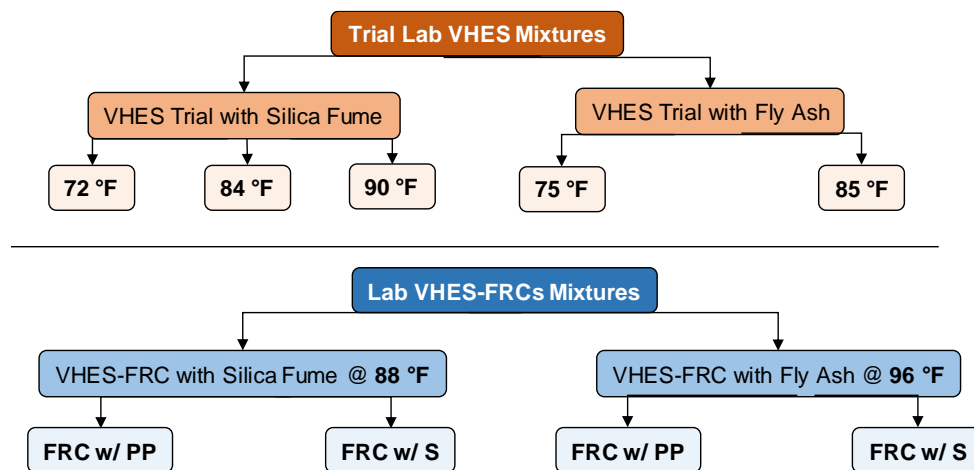 Trial Lab VHES Mixtures
VHES Trial with Silica Fume
VHES Trial with Fly Ash
72 °F
84 °F
90 °F
75 °F
85 °F
Lab VHES-FRCs Mixtures
VHES-FRC with Silica Fume @ 88 °F
VHES-FRC with Fly Ash @ 96 °F
FRC w/ PP
FRC w/ S
FRC w/ PP
FRC w/ S